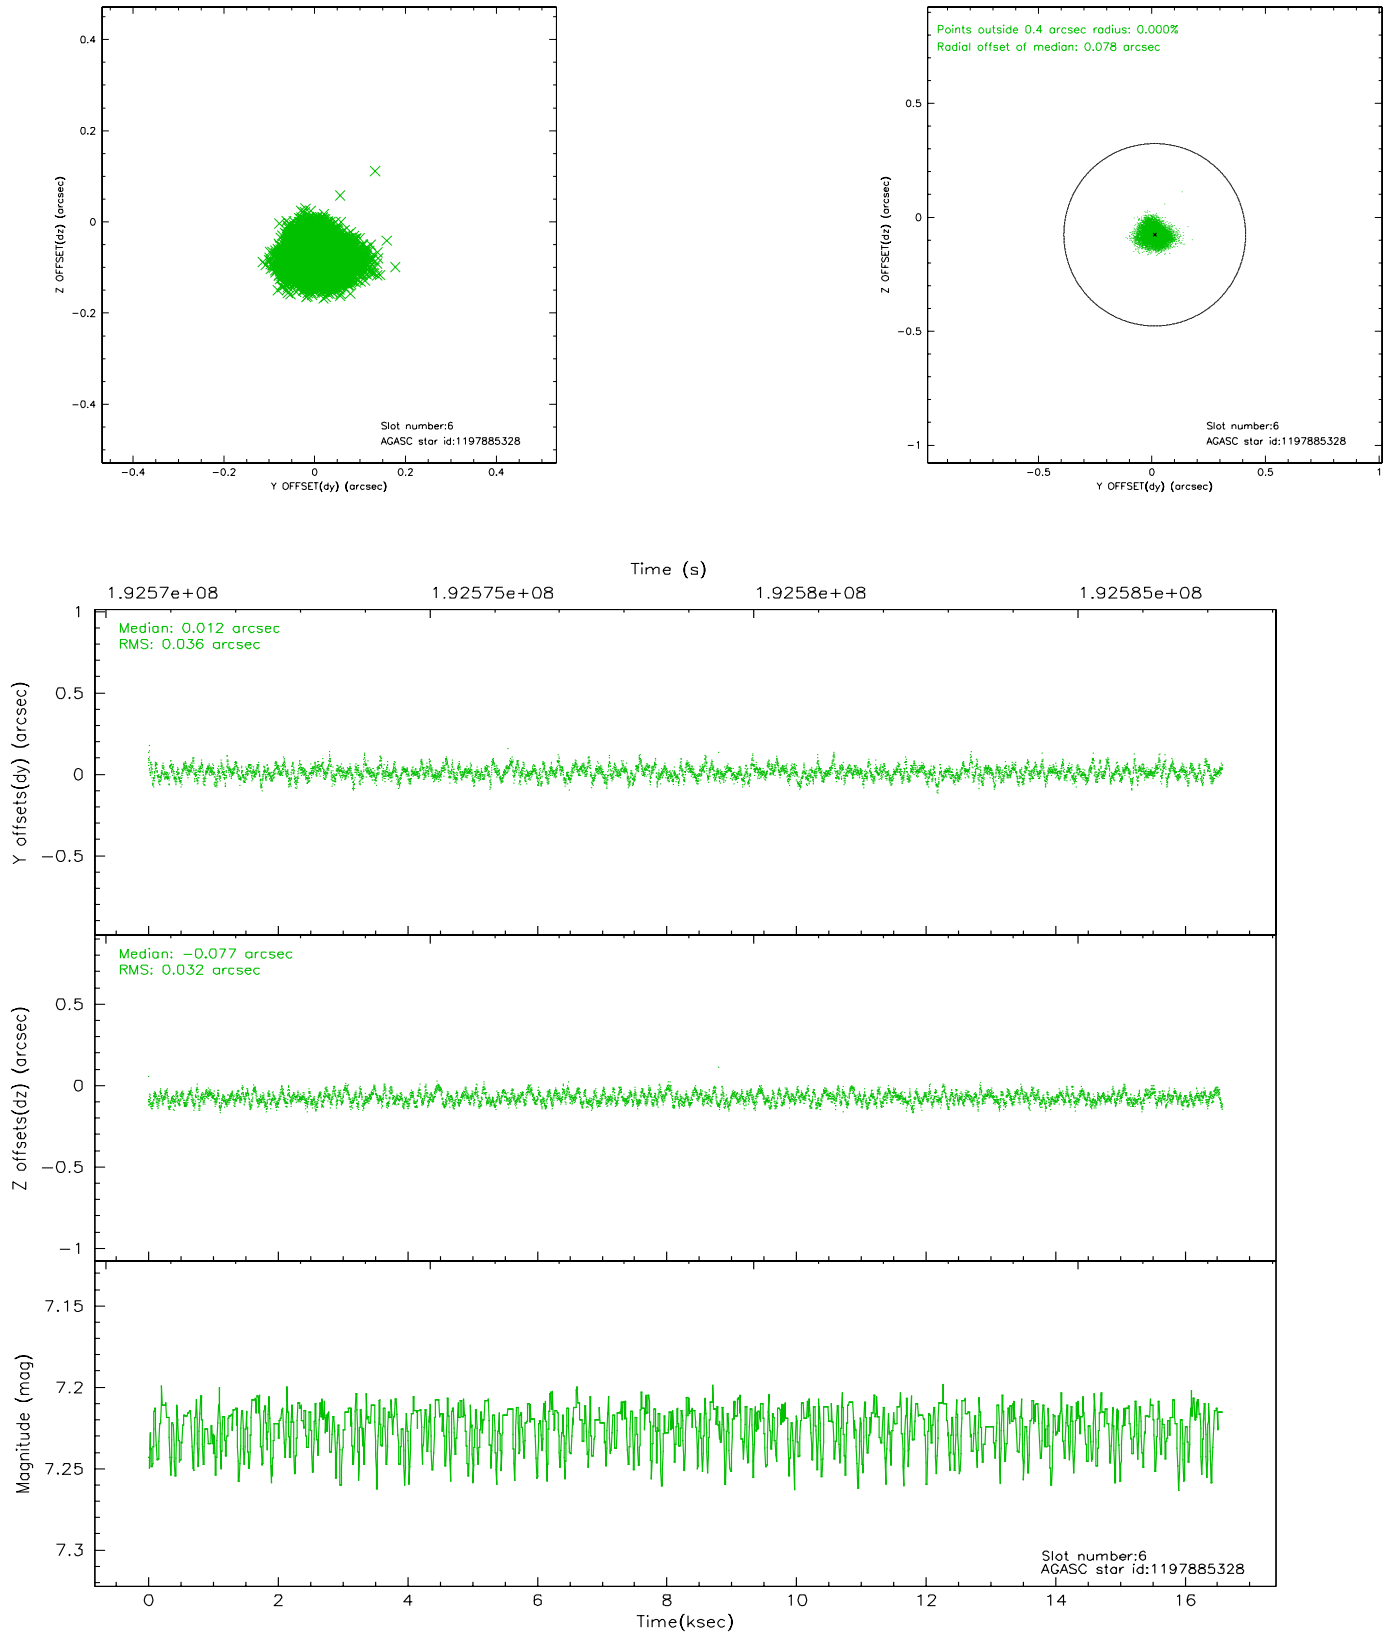 0.4
0.2
0
−0.2
−0.4
Z OFFSET(dz) (arcsec)
−0.4 −0.2 0 0.2 0.4
Y OFFSET(dy) (arcsec)
Slot number:6
AGASC star id:1197885328
Points outside 0.4 arcsec radius: 0.000%
Radial offset of median: 0.078 arcsec
0.5
0
−0.5
−1
Z OFFSET(dz) (arcsec)
−0.5 0 0.5 1
Y OFFSET(dy) (arcsec)
Slot number:6
AGASC star id:1197885328
Time (s)
1.9257e+08 1.92575e+08 1.9258e+08 1.92585e+08
Median: 0.012 arcsec
RMS: 0.036 arcsec
1
0.5
0
−0.5
Y offsets(dy) (arcsec)
Median: −0.077 arcsec
RMS: 0.032 arcsec
0.5
0
−0.5
−1
Z offsets(dz) (arcsec)
7.15
7.2
7.25
7.3
Magnitude (mag)
Slot number:6
AGASC star id:1197885328
0 2 4 6 8 10 12 14 16
Time(ksec)